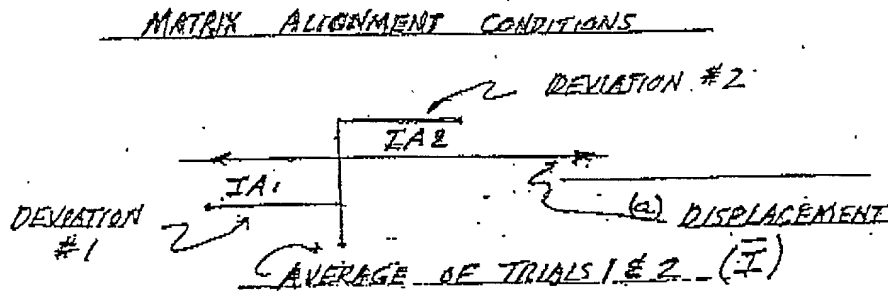 MATRIX ALIGNMENT CONDITIONS
DEVIATION #2
IA2
IA1
DEVIATION
#1
(a) DISPLACEMENT
AVERAGE OF TRIALS 1 & 2 (I̅)